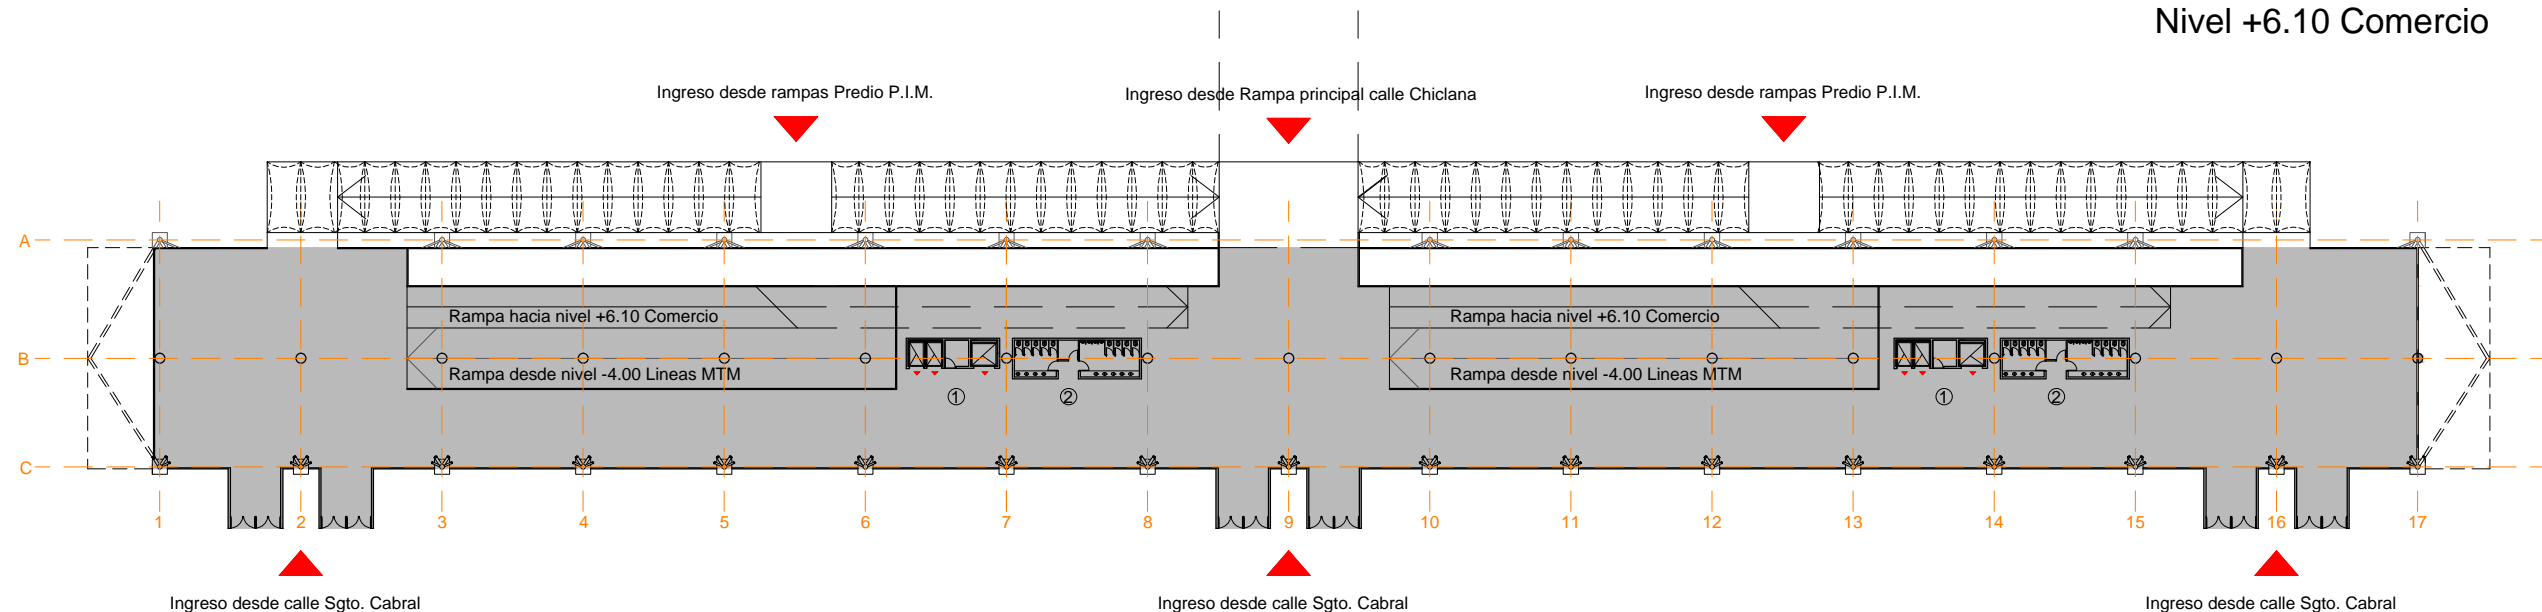 Nivel +6.10 Comercio
Ingreso desde rampas Predio P.I.M.
Ingreso desde Rampa principal calle Chiclana
Ingreso desde rampas Predio P.I.M.
A
Rampa hacia nivel +6.10 Comercio
Rampa hacia nivel +6.10 Comercio
B
Rampa desde nivel -4.00 Lineas MTM
Rampa desde nivel -4.00 Lineas MTM
1 2 1 2
C
1 2 3 4 5 6 7 8 9 10 11 12 13 14 15 16 17
Ingreso desde calle Sgto. Cabral
Ingreso desde calle Sgto. Cabral
Ingreso desde calle Sgto. Cabral